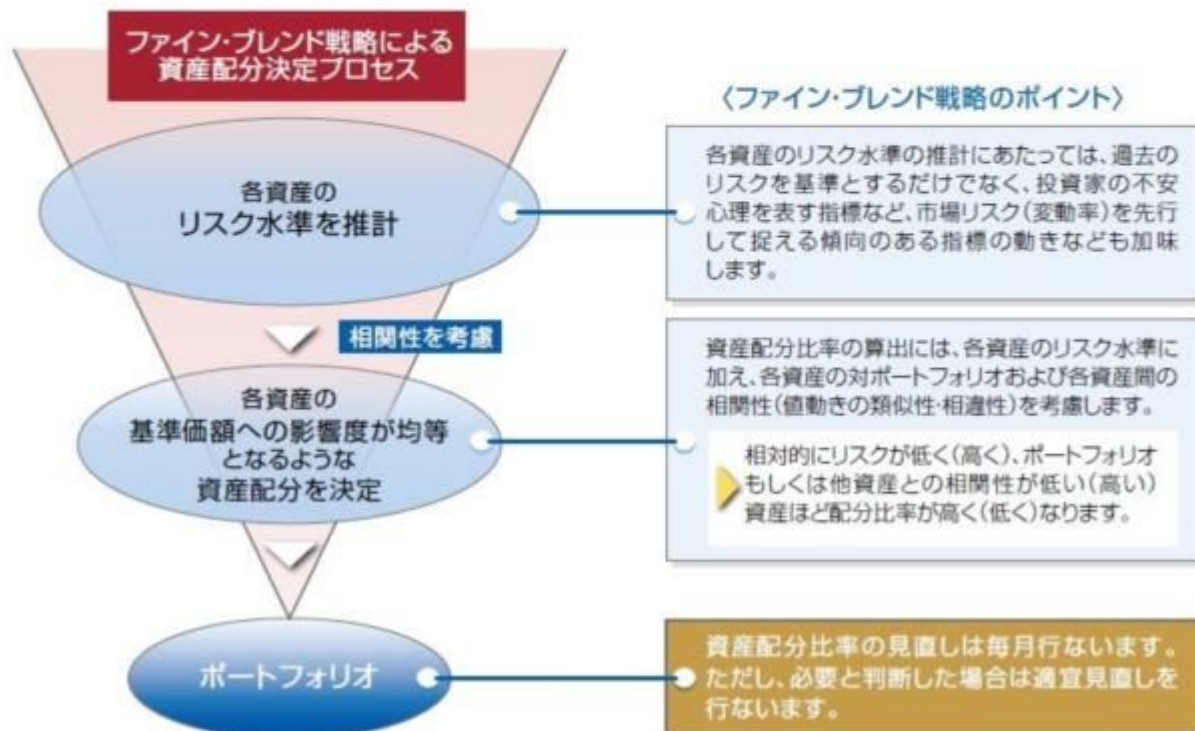 ファイン・ブレンド戦略による
資産配分決定プロセス
〈ファイン・ブレンド戦略のポイント〉
各資産の
リスク水準を推計
各資産のリスク水準の推計にあたっては、過去の
リスクを基準とするだけでなく、投資家の不安
心理を表す指標など、市場リスク(変動率)を先行
して捉える傾向のある指標の動きなども加味
します。
相関性を考慮
各資産の
基準価額への影響度が均等
となるような
資産配分を決定
資産配分比率の算出には、各資産のリスク水準に
加え、各資産の対ポートフォリオおよび各資産間の
相関性(値動きの類似性・相違性)を考慮します。
相対的にリスクが低く(高く)、ポートフォリオ
もしくは他資産との相関性が低い(高い)
資産ほど配分比率が高く(低く)なります。
ポートフォリオ
資産配分比率の見直しは毎月行ないます。
ただし、必要と判断した場合は適宜見直しを
行ないます。